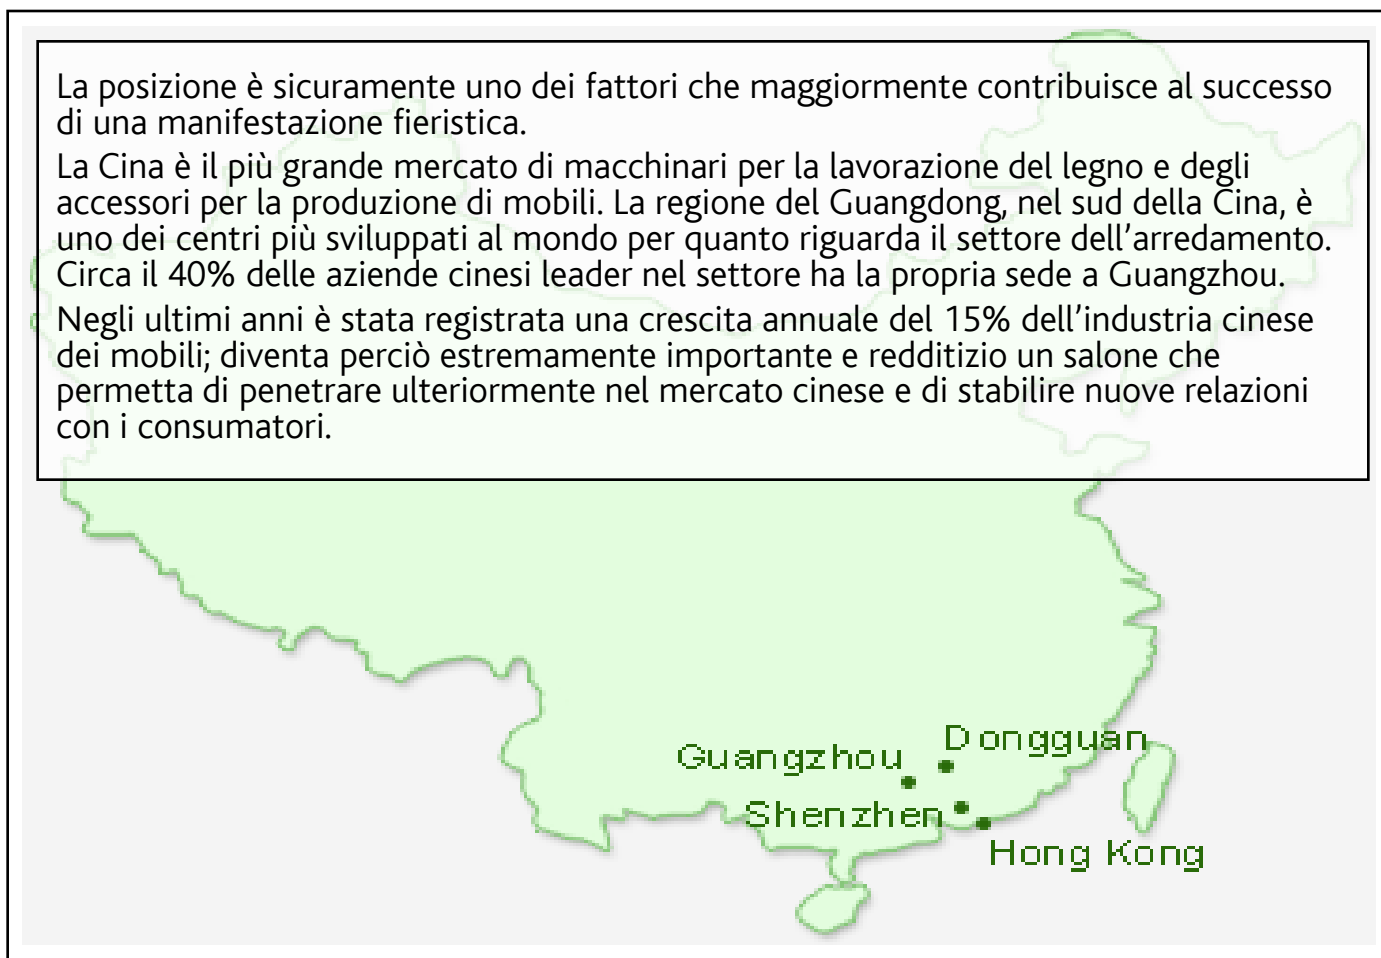 La posizione è sicuramente uno dei fattori che maggiormente contribuisce al successo
di una manifestazione fieristica.
La Cina è il più grande mercato di macchinari per la lavorazione del legno e degli
accessori per la produzione di mobili. La regione del Guangdong, nel sud della Cina, è
uno dei centri più sviluppati al mondo per quanto riguarda il settore dell'arredamento.
Circa il 40% delle aziende cinesi leader nel settore ha la propria sede a Guangzhou.
Negli ultimi anni è stata registrata una crescita annuale del 15% dell'industria cinese
dei mobili; diventa perciò estremamente importante e redditizio un salone che
permetta di penetrare ulteriormente nel mercato cinese e di stabilire nuove relazioni
con i consumatori.
Dongguan
Guangzhou
Shenzhen
Hong Kong